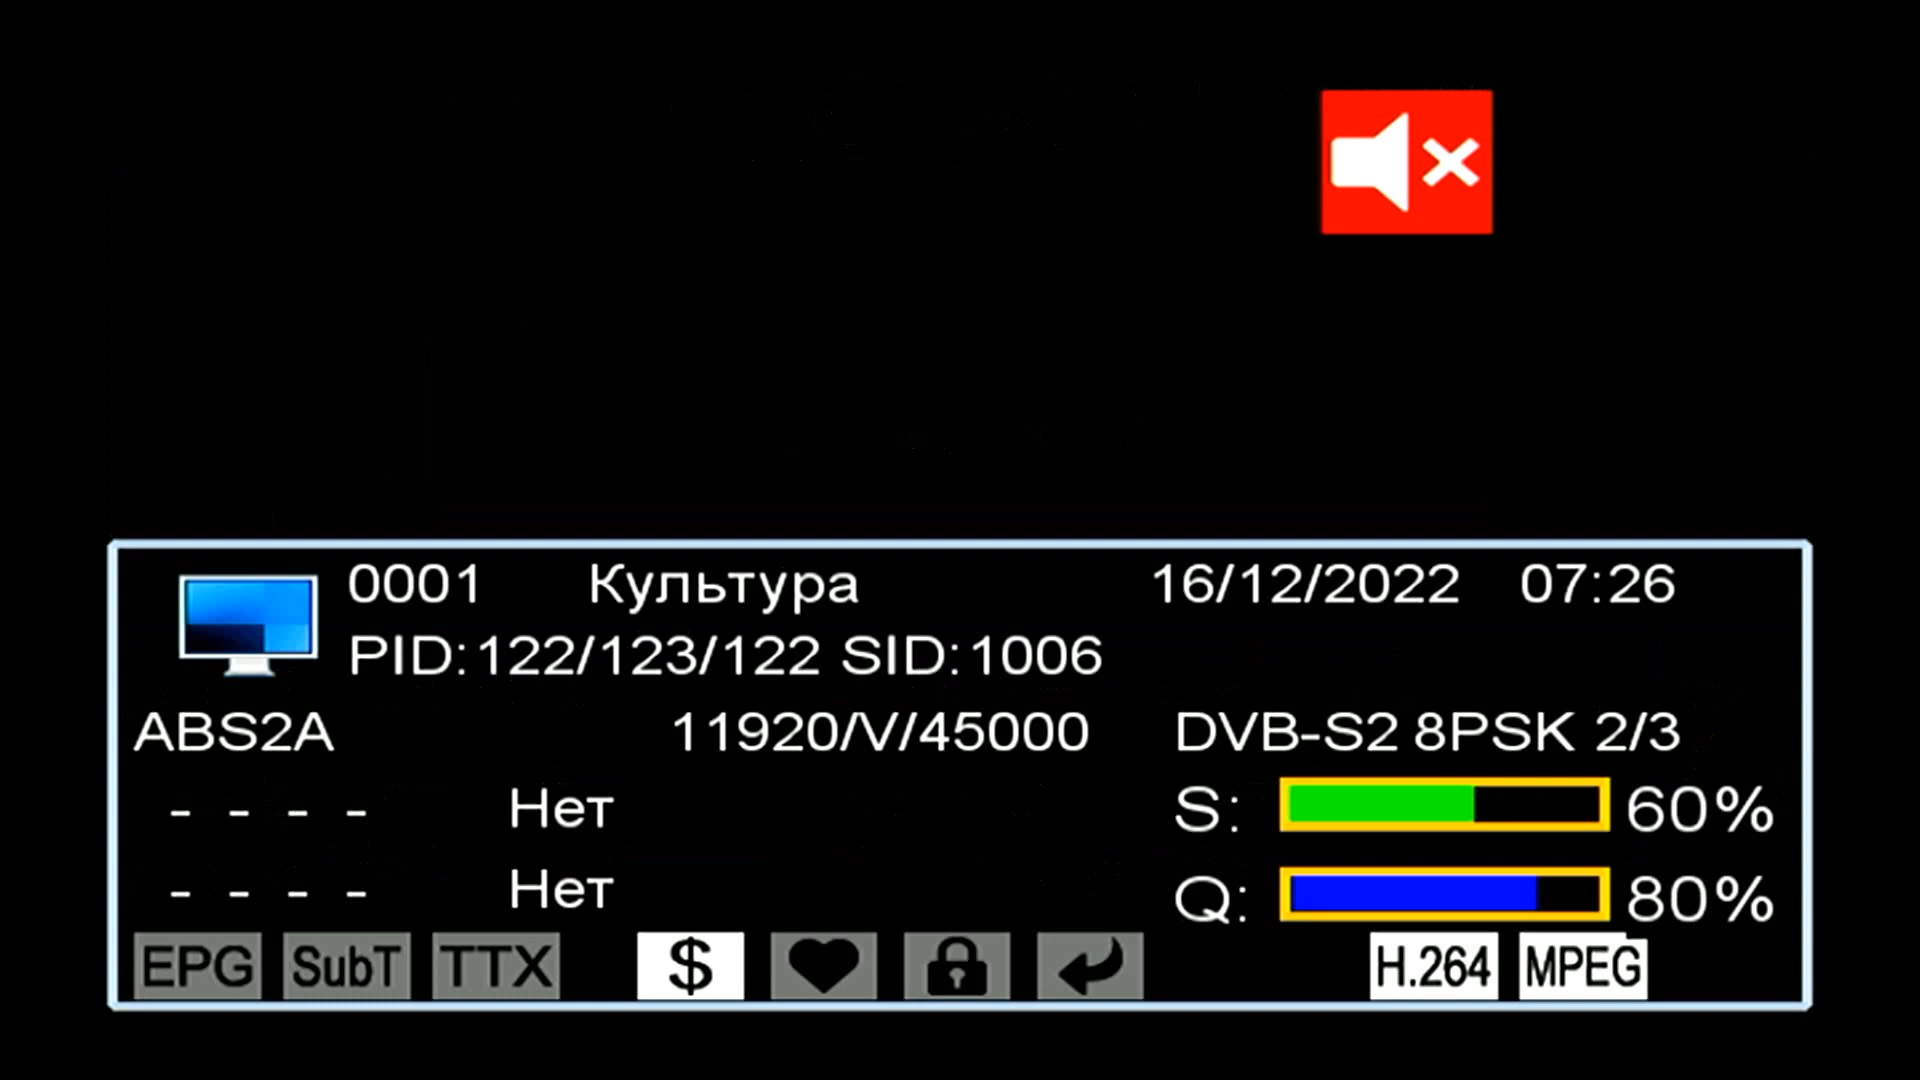 0001 Культура 16/12/2022 07:26
PID:122/123/122 SID:1006
ABS2A 11920/V/45000 DVB-S2 8PSK 2/3
- - - - Нет S: 60%
- - - - Нет Q: 80%
EPG SubT TTX $ H.264 MPEG